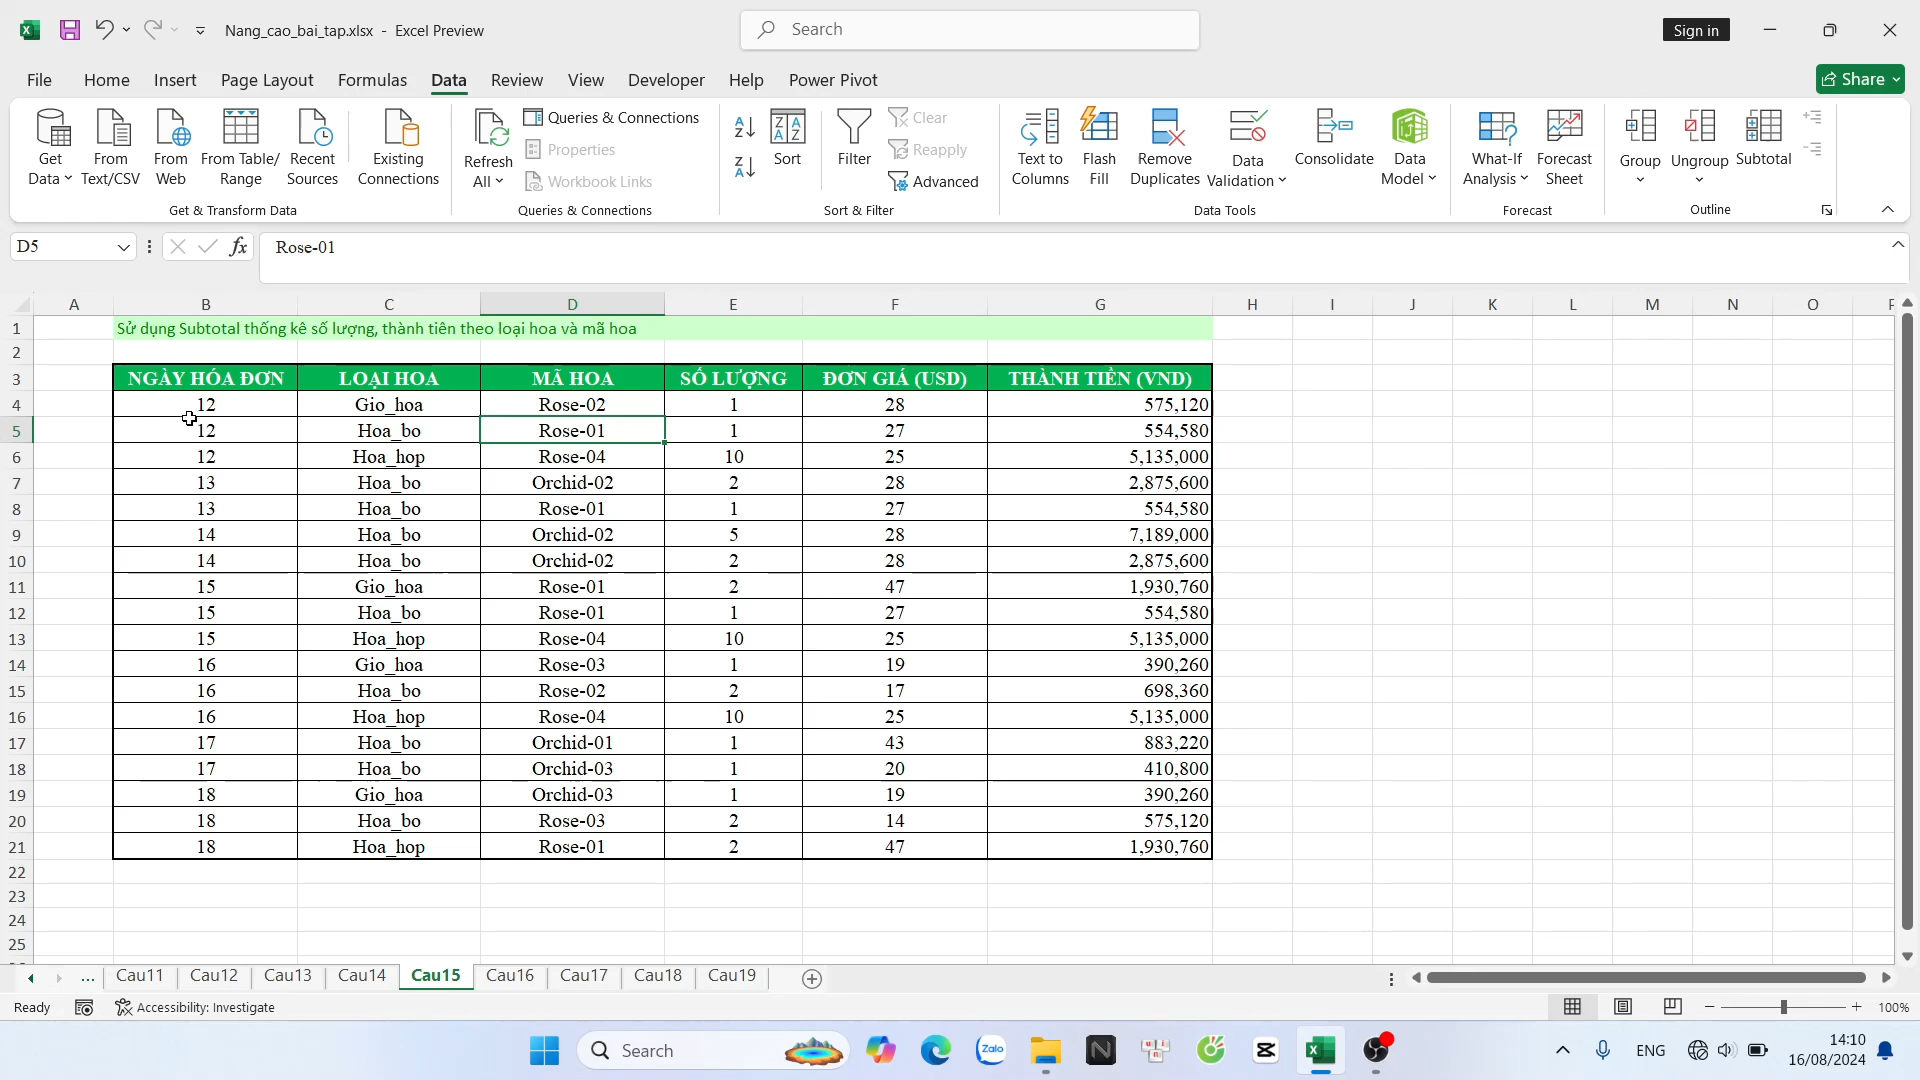 Nang_cao_bai_tap.xlsx - Excel Preview
Search
Sign in
File Home Insert Page Layout Formulas Data Review View Developer Help Power Pivot
Share
Get Data
From Text/CSV
From Web
From Table/ Range
Recent Sources
Existing Connections
Get & Transform Data
Refresh All
Queries & Connections
Properties
Workbook Links
Queries & Connections
Sort
Filter
Clear
Reapply
Advanced
Sort & Filter
Text to Columns
Flash Fill
Remove Duplicates
Data Validation
Consolidate
Data Model
Data Tools
What-If Analysis
Forecast Sheet
Forecast
Group
Ungroup
Subtotal
Outline
D5
fx
Rose-01
A B C D E F G H I J K L M N O
1 Sử dụng Subtotal thống kê số lượng, thành tiền theo loại hoa và mã hoa
2
3 NGÀY HÓA ĐƠN LOẠI HOA MÃ HOA SỐ LƯỢNG ĐƠN GIÁ (USD) THÀNH TIỀN (VND)
4 12 Gio_hoa Rose-02 1 28 575,120
5 12 Hoa_bo Rose-01 1 27 554,580
6 12 Hoa_hop Rose-04 10 25 5,135,000
7 13 Hoa_bo Orchid-02 2 28 2,875,600
8 13 Hoa_bo Rose-01 1 27 554,580
9 14 Hoa_bo Orchid-02 5 28 7,189,000
10 14 Hoa_bo Orchid-02 2 28 2,875,600
11 15 Gio_hoa Rose-01 2 47 1,930,760
12 15 Hoa_bo Rose-01 1 27 554,580
13 15 Hoa_hop Rose-04 10 25 5,135,000
14 16 Gio_hoa Rose-03 1 19 390,260
15 16 Hoa_bo Rose-02 2 17 698,360
16 16 Hoa_hop Rose-04 10 25 5,135,000
17 17 Hoa_bo Orchid-01 1 43 883,220
18 17 Hoa_bo Orchid-03 1 20 410,800
19 18 Gio_hoa Orchid-03 1 19 390,260
20 18 Hoa_bo Rose-03 2 14 575,120
21 18 Hoa_hop Rose-01 2 47 1,930,760
22
23
24
25
... Cau11 Cau12 Cau13 Cau14 Cau15 Cau16 Cau17 Cau18 Cau19
Ready
Accessibility: Investigate
100%
Search
Zalo
ENG
14:10
16/08/2024